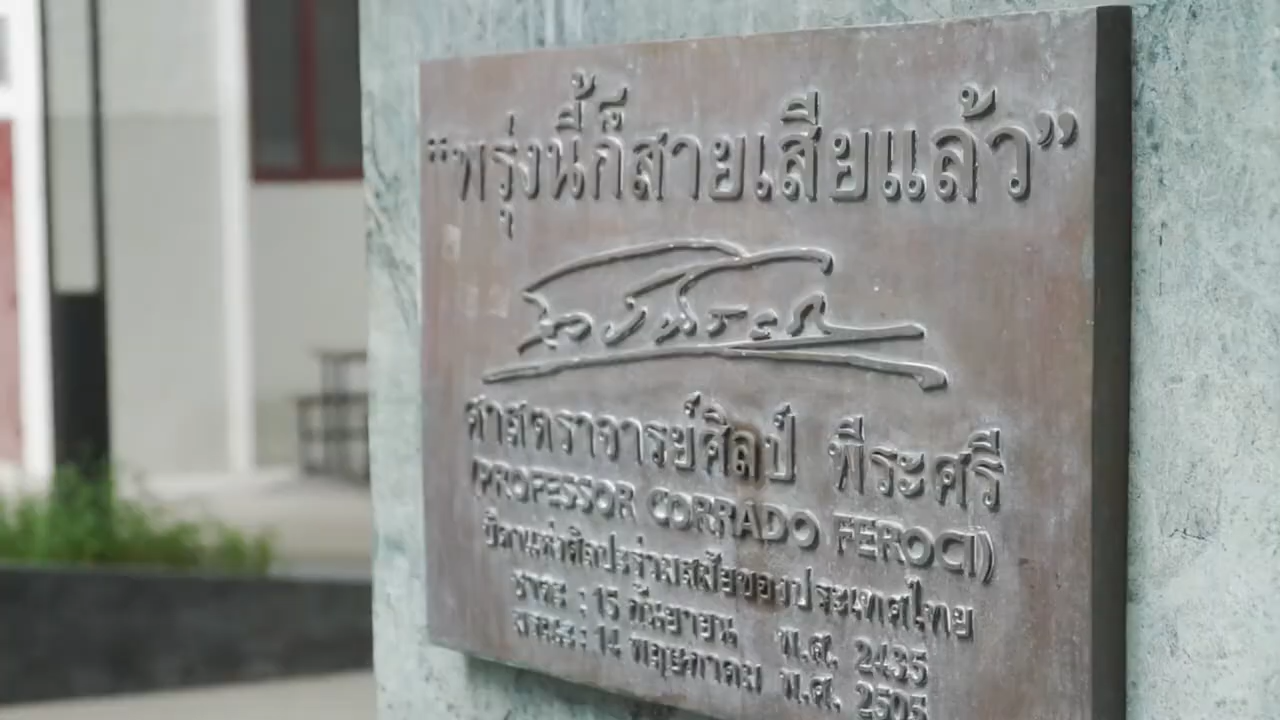 “พรุ่งนี้ก็สายเสียแล้ว”
ศาสตราจารย์ศิลป์ พีระศรี
(PROFESSOR CORRADO FEROCI)
บิดาแห่งศิลปะร่วมสมัยของประเทศไทย
ชาตะ : 15 กันยายน พ.ศ. 2435
มรณะ : 14 พฤษภาคม พ.ศ. 2505